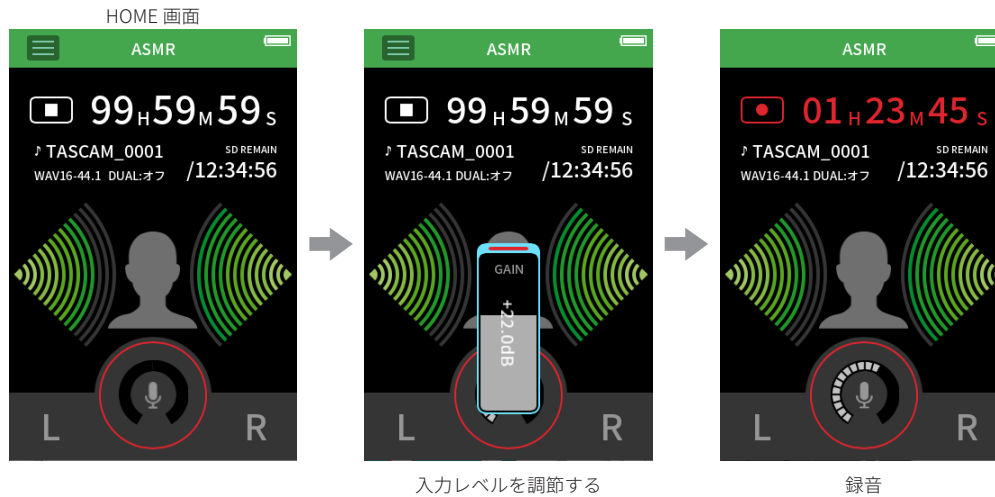 HOME 画面
ASMR
99H59M59S
♪ TASCAM_0001
SD REMAIN
WAV16-44.1 DUAL:オフ
/12:34:56
L
R
ASMR
99H59M59S
♪ TASCAM_0001
SD REMAIN
WAV16-44.1 DUAL:オフ
/12:34:56
GAIN
+22.0dB
L
R
入力レベルを調節する
ASMR
01H23M45S
♪ TASCAM_0001
SD REMAIN
WAV16-44.1 DUAL:オフ
/12:34:56
L
R
録音